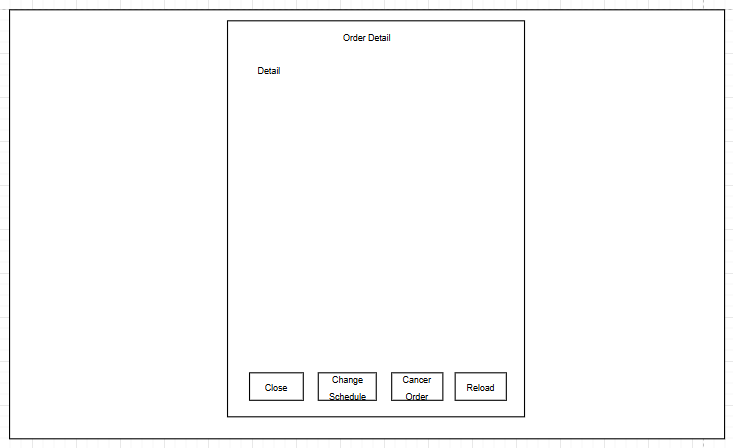 Order Detail
Detail
Close
Change
Schedule
Cancer
Order
Reload